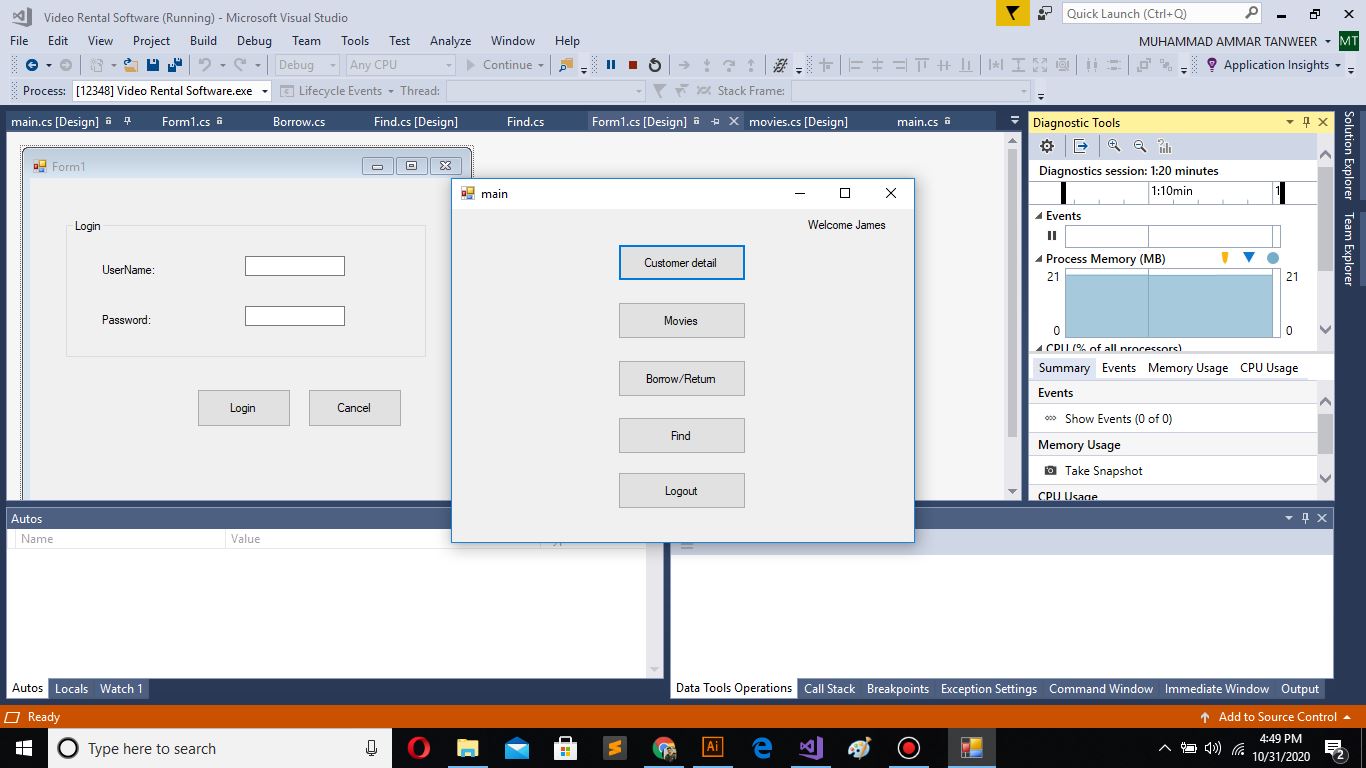 Video Rental Software (Running) - Microsoft Visual Studio
Quick Launch (Ctrl+Q)
File Edit View Project Build Debug Team Tools Test Analyze Window Help
MUHAMMAD AMMAR TANWEER MT
Debug Any CPU Continue Application Insights
Process: [12348] Video Rental Software.exe Lifecycle Events Thread: Stack Frame:
main.cs [Design] Form1.cs Borrow.cs Find.cs [Design] Find.cs Form1.cs [Design] movies.cs [Design] main.cs
Form1
Login
UserName:
Password:
Login Cancel
main
Welcome James
Customer detail
Movies
Borrow/Return
Find
Logout
Diagnostic Tools
Diagnostics session: 1:20 minutes
1:10min 1
Events
Process Memory (MB)
21 21
0 0
CPU (% of all processors)
Summary Events Memory Usage CPU Usage
Events
Show Events (0 of 0)
Memory Usage
Take Snapshot
CPU Usage
Solution Explorer
Team Explorer
Autos
Name Value
Autos Locals Watch 1
Data Tools Operations Call Stack Breakpoints Exception Settings Command Window Immediate Window Output
Ready
Add to Source Control
Type here to search
Ai
4:49 PM
10/31/2020
2